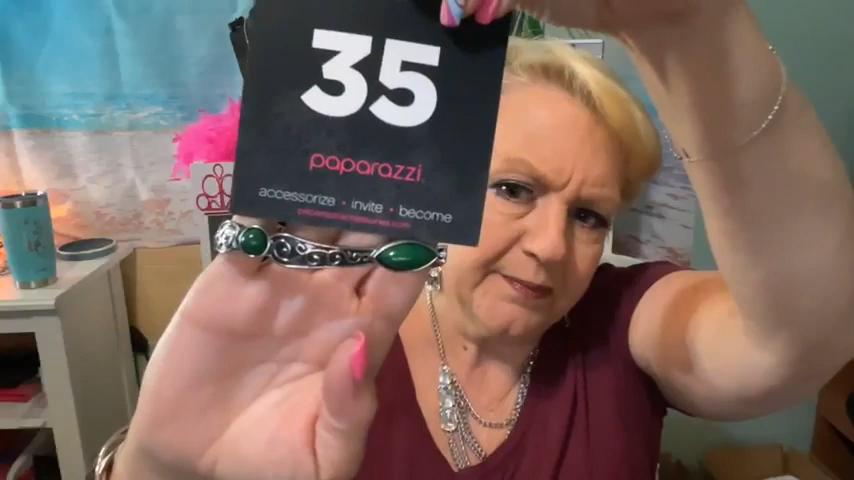 35
paparazzi
accessorize • invite • become